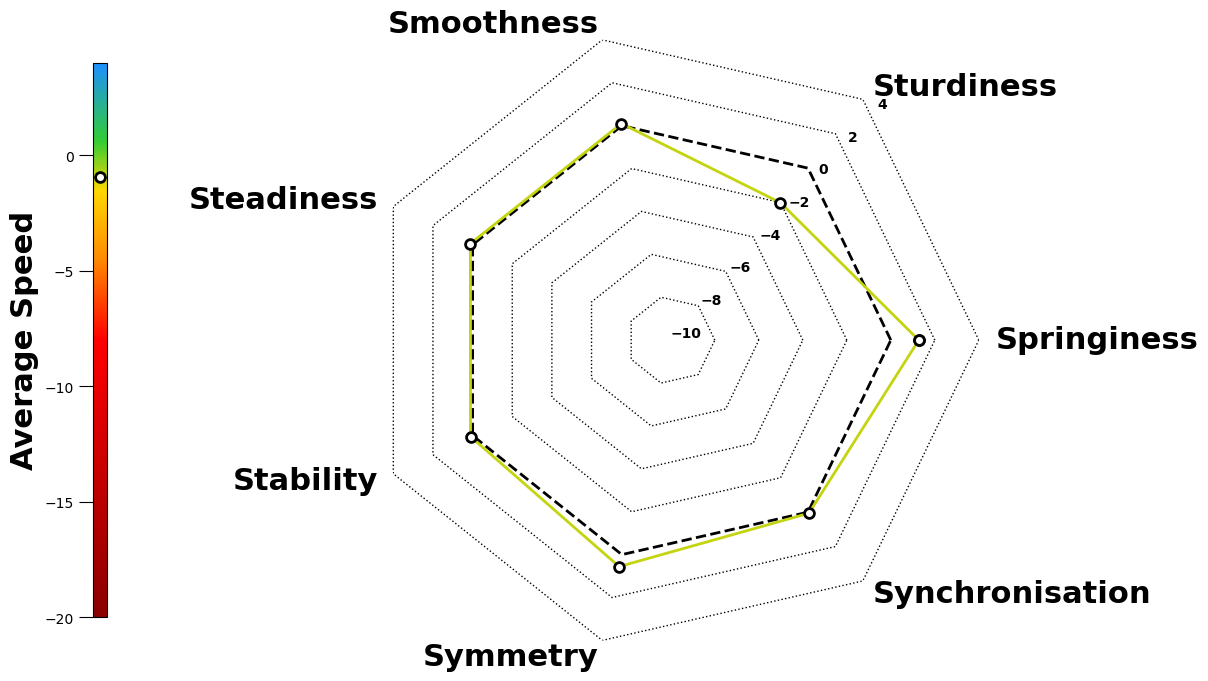 Smoothness
Sturdiness
4
2
0
0
−2
Steadiness
−4
−5
−6
−8
−10
Springiness
Average Speed
−10
Stability
−15
Synchronisation
−20
Symmetry